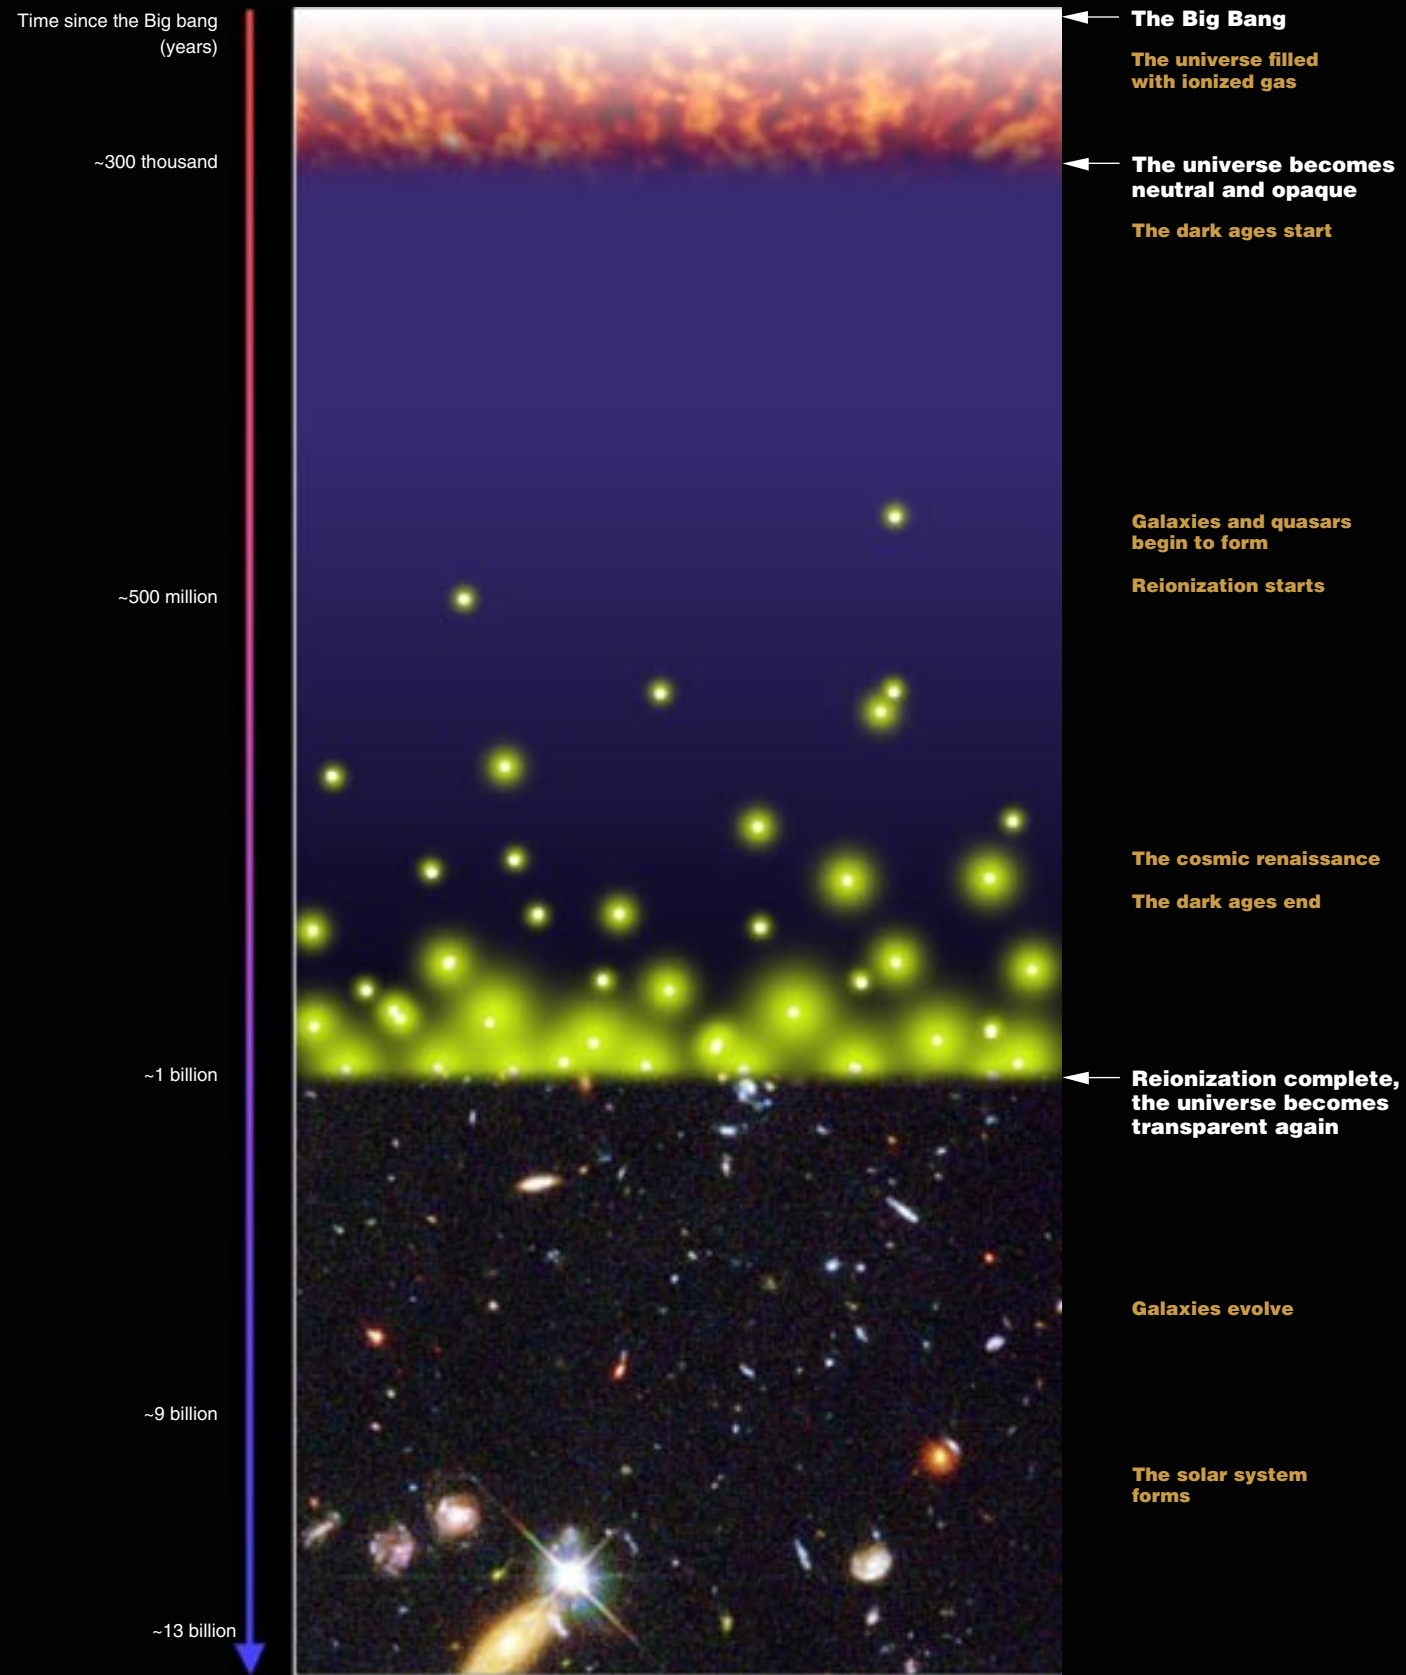 Time since the Big bang
(years)
The Big Bang
The universe filled
with ionized gas
~300 thousand
The universe becomes
neutral and opaque
The dark ages start
Galaxies and quasars
begin to form
Reionization starts
~500 million
The cosmic renaissance
The dark ages end
~1 billion
Reionization complete,
the universe becomes
transparent again
Galaxies evolve
~9 billion
The solar system
forms
~13 billion